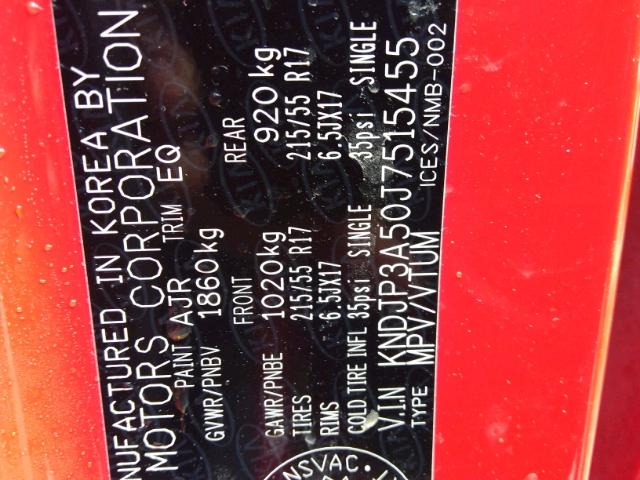 NUFACTURED IN KOREA BY
MOTORS CORPORATION
PAINT AJR TRIM EQ
GVWR/PNBV 1860kg
FRONT REAR
GAWR/PNBE 1020kg 920kg
TIRES 215/55 R17 215/55 R17
RIMS 6.5JX17 6.5JX17
COLD TIRE INFL 35psi SINGLE 35psi SINGLE
V.I.N KNDJP3A50J7515455
TYPE MPV/VTUM ICES/NMB-002
NSVAC.